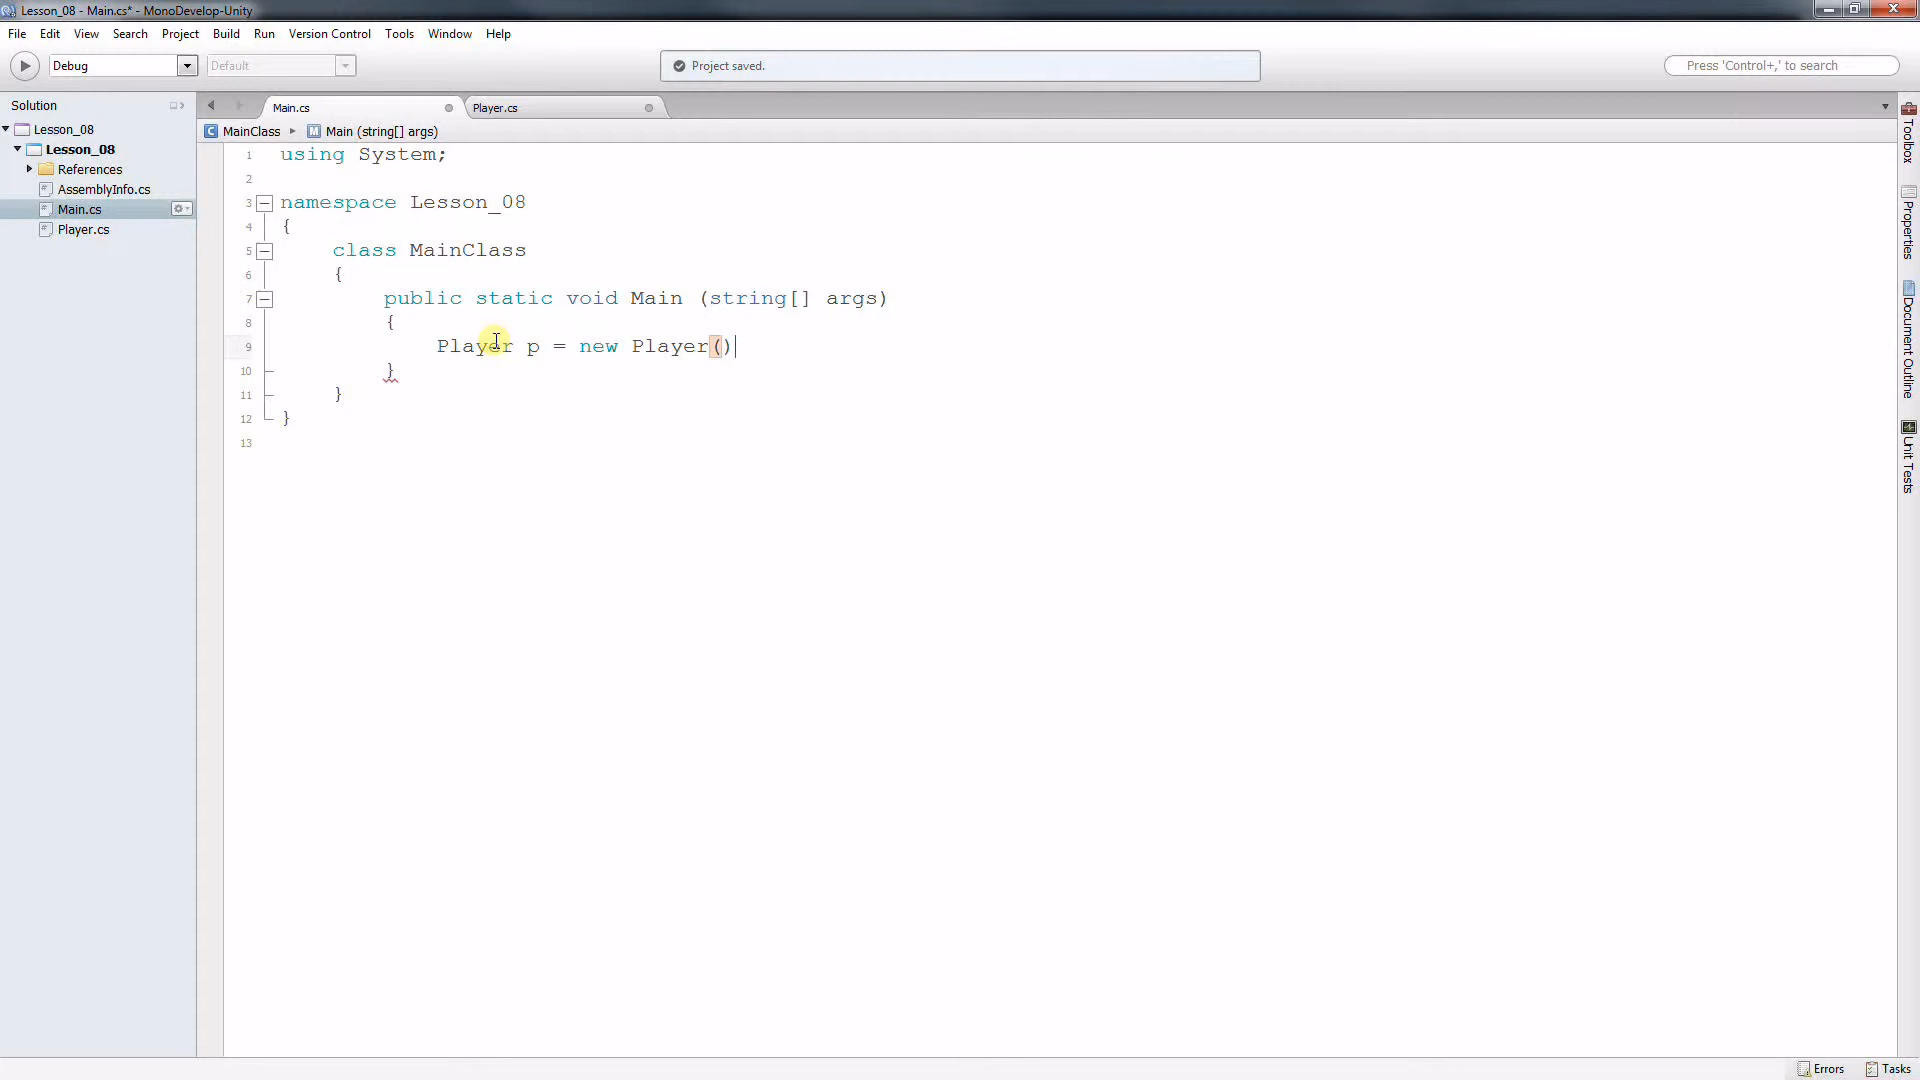 Lesson_08 - Main.cs* - MonoDevelop-Unity
File Edit View Search Project Build Run Version Control Tools Window Help
Debug
Default
Project saved.
Press 'Control+,' to search
Solution
Lesson_08
Lesson_08
References
AssemblyInfo.cs
Main.cs
Player.cs
Main.cs
Player.cs
MainClass
Main (string[] args)
1 using System;
2
3 namespace Lesson_08
4 {
5 class MainClass
6 {
7 public static void Main (string[] args)
8 {
9 Player p = new Player()
10 }
11 }
12 }
13
Toolbox
Properties
Document Outline
Unit Tests
Errors
Tasks